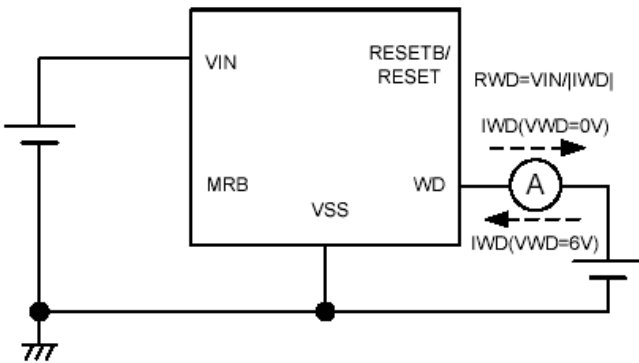 VIN
RESETB/
RESET
RWD=VIN/|IWD|
IWD(VWD=0V)
MRB
WD
A
VSS
IWD(VWD=6V)